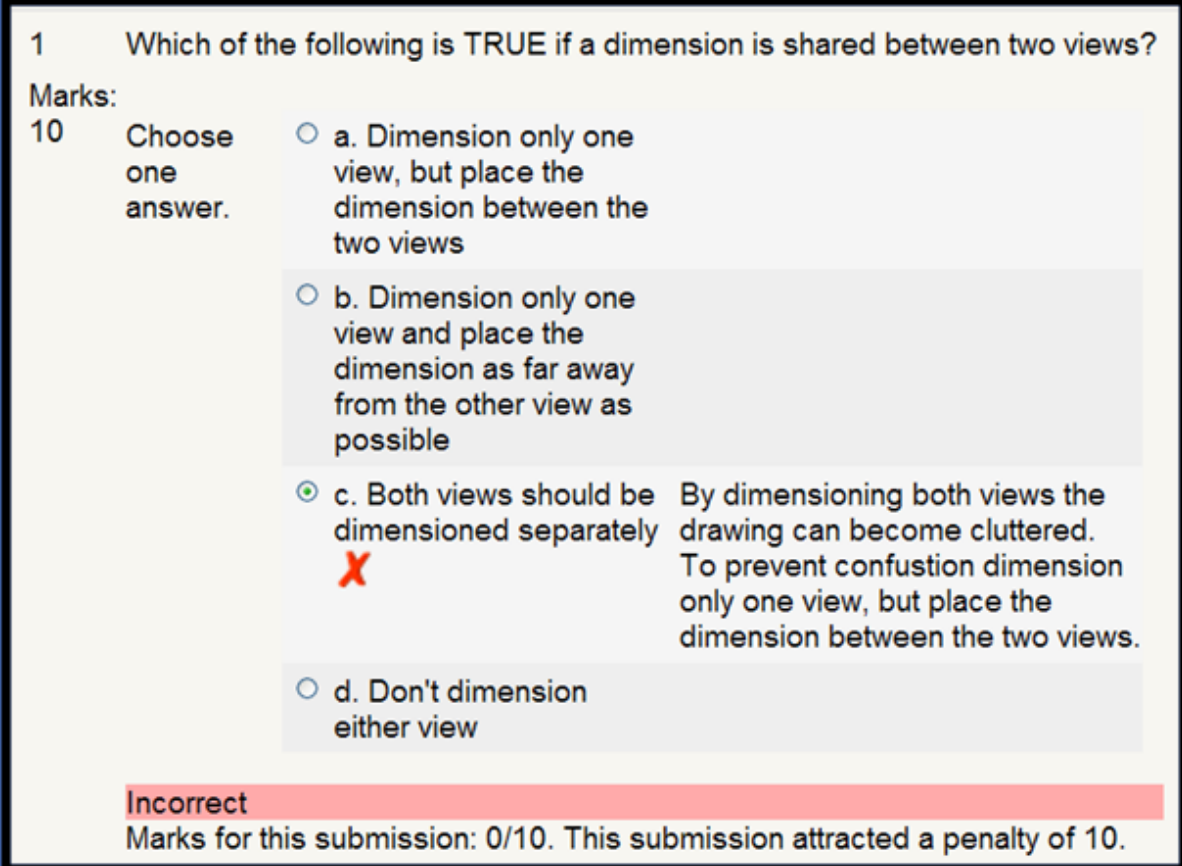 1 Which of the following is TRUE if a dimension is shared between two views?
Marks:
10
Choose
one
answer.
a. Dimension only one
view, but place the
dimension between the
two views
b. Dimension only one
view and place the
dimension as far away
from the other view as
possible
c. Both views should be
dimensioned separately
By dimensioning both views the
drawing can become cluttered.
To prevent confustion dimension
only one view, but place the
dimension between the two views.
d. Don't dimension
either view
Incorrect
Marks for this submission: 0/10. This submission attracted a penalty of 10.